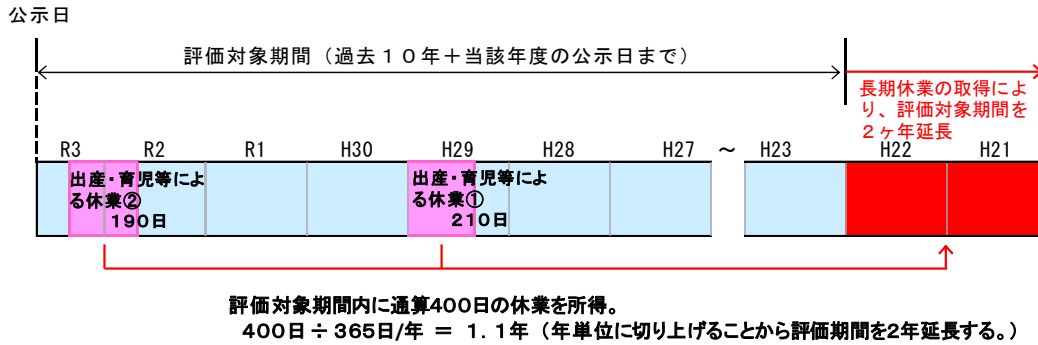 公示日
評価対象期間（過去１０年＋当該年度の公示日まで）
長期休業の取得によ
り、評価対象期間を
２ヶ年延長
R3 R2 R1 H30 H29 H28 H27 ～ H23 H22 H21
出産・育児等によ
る休業②
190日
出産・育児等によ
る休業①
210日
評価対象期間内に通算400日の休業を所得。
400日÷365日/年 ＝ 1.1年（年単位に切り上げることから評価期間を2年延長する。）